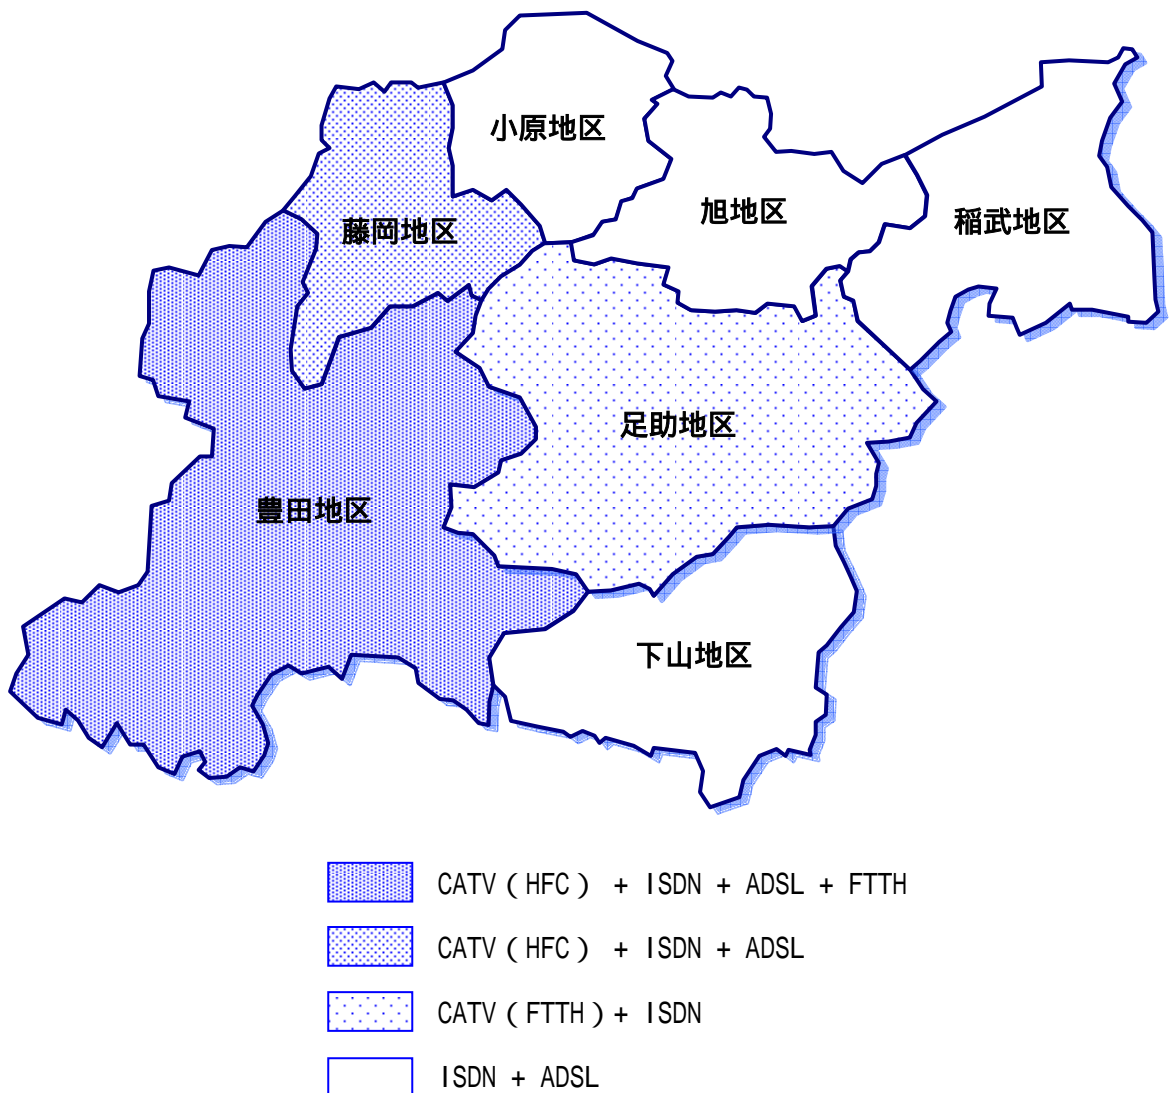 小原地区
旭地区
稲武地区
藤岡地区
足助地区
豊田地区
下山地区
CATV(HFC) + ISDN + ADSL + FTTH
CATV(HFC) + ISDN + ADSL
CATV(FTTH)+ ISDN
ISDN + ADSL